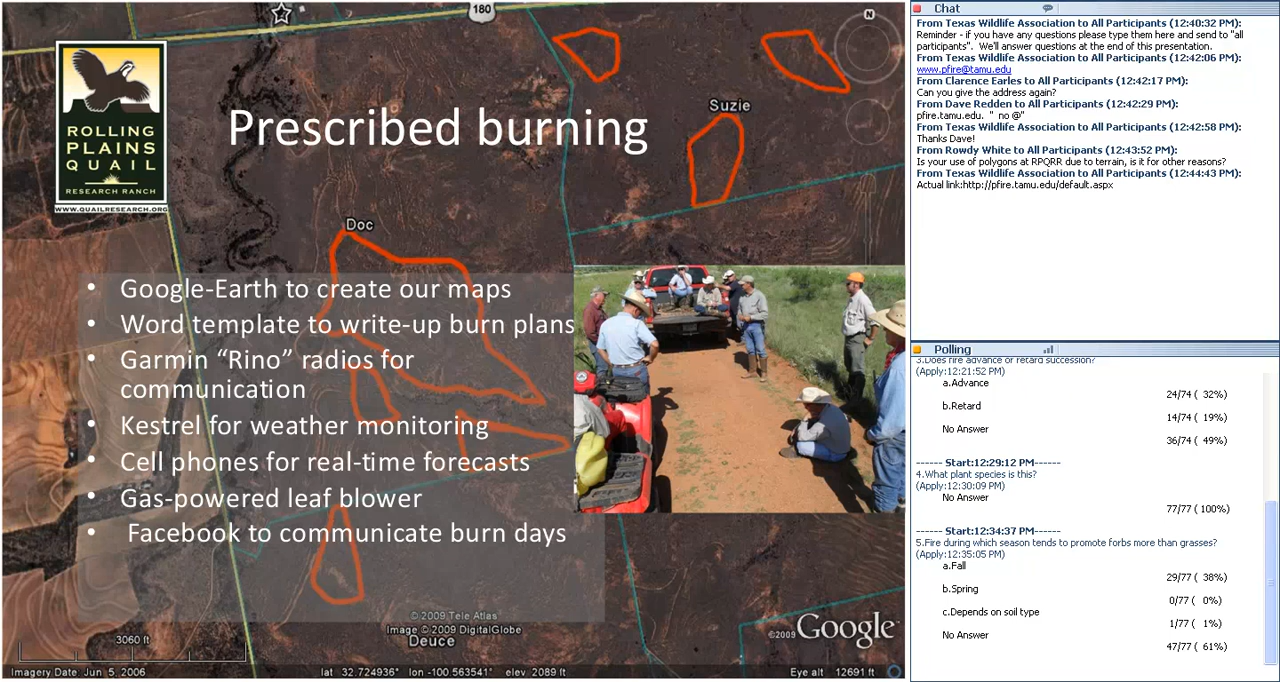 180
N
ROLLING
PLAINS
QUAIL
RESEARCH RANCH
WWW.QUAILRESEARCH.ORG
Prescribed burning
Suzie
Doc
• Google-Earth to create our maps
• Word template to write-up burn plans
• Garmin “Rino” radios for
communication
• Kestrel for weather monitoring
• Cell phones for real-time forecasts
• Gas-powered leaf blower
• Facebook to communicate burn days
© 2009 Tele Atlas
Image © 2009 DigitalGlobe
Deuce
©2009 Google™
3060 ft
Imagery Date: Jun 5, 2006
lat 32.724936° lon -100.563541° elev 2089 ft
Eye alt 12691 ft
Chat
From Texas Wildlife Association to All Participants (12:40:32 PM):
Reminder - if you have any questions please type them here and send to "all
participants". We'll answer questions at the end of this presentation.
From Texas Wildlife Association to All Participants (12:42:06 PM):
www.pfire@tamu.edu
From Clarence Earles to All Participants (12:42:17 PM):
Can you give the address again?
From Dave Redden to All Participants (12:42:29 PM):
pfire.tamu.edu. " no @"
From Texas Wildlife Association to All Participants (12:42:58 PM):
Thanks Dave!
From Rowdy White to All Participants (12:43:52 PM):
Is your use of polygons at RPQRR due to terrain, is it for other reasons?
From Texas Wildlife Association to All Participants (12:44:43 PM):
Actual link:http://pfire.tamu.edu/default.aspx
Polling
3.Does fire advance or retard succession?
(Apply:12:21:52 PM)
a.Advance
24/74 ( 32%)
b.Retard
14/74 ( 19%)
No Answer
36/74 ( 49%)
------ Start:12:29:12 PM------
4.What plant species is this?
(Apply:12:30:09 PM)
No Answer
77/77 ( 100%)
------ Start:12:34:37 PM------
5.Fire during which season tends to promote forbs more than grasses?
(Apply:12:35:05 PM)
a.Fall
29/77 ( 38%)
b.Spring
0/77 ( 0%)
c.Depends on soil type
1/77 ( 1%)
No Answer
47/77 ( 61%)